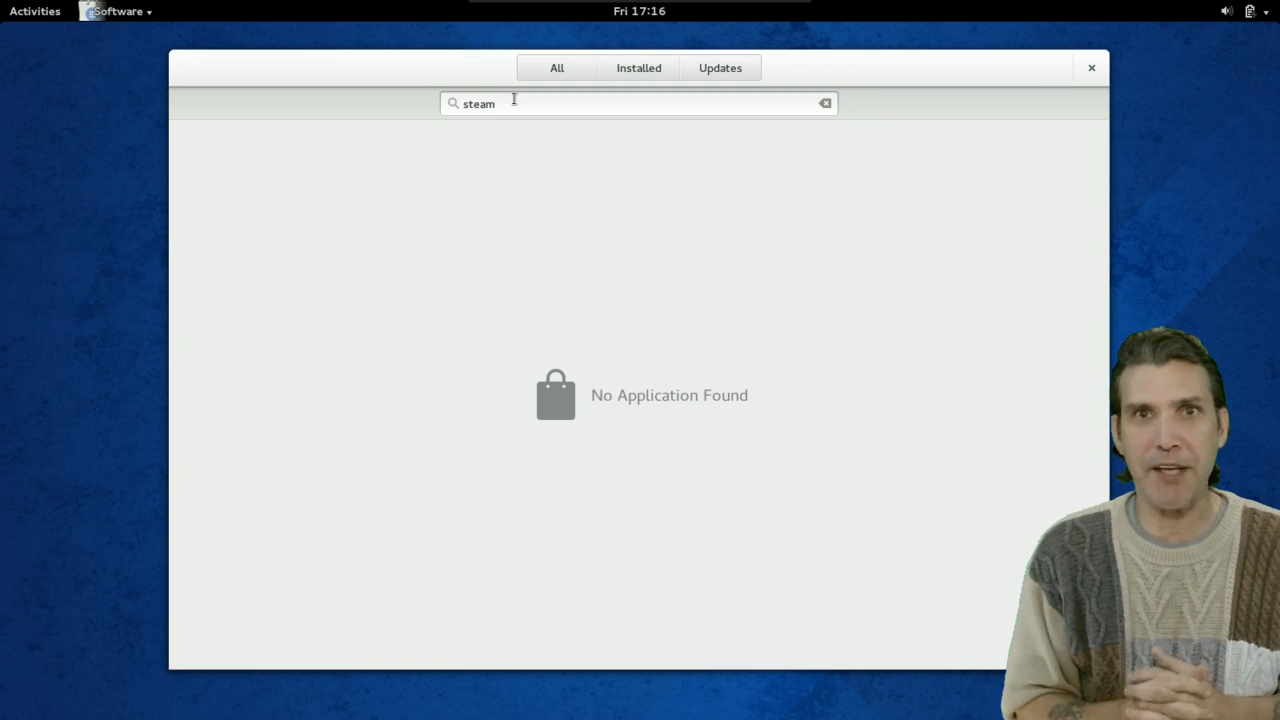 Activities
Software
Fri 17:16
All
Installed
Updates
steam
No Application Found